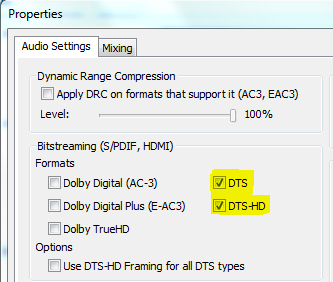 Properties
Audio Settings Mixing
Dynamic Range Compression
Apply DRC on formats that support it (AC3, EAC3)
Level: 100%
Bitstreaming (S/PDIF, HDMI)
Formats
Dolby Digital (AC-3) DTS
Dolby Digital Plus (E-AC3) DTS-HD
Dolby TrueHD
Options
Use DTS-HD Framing for all DTS types